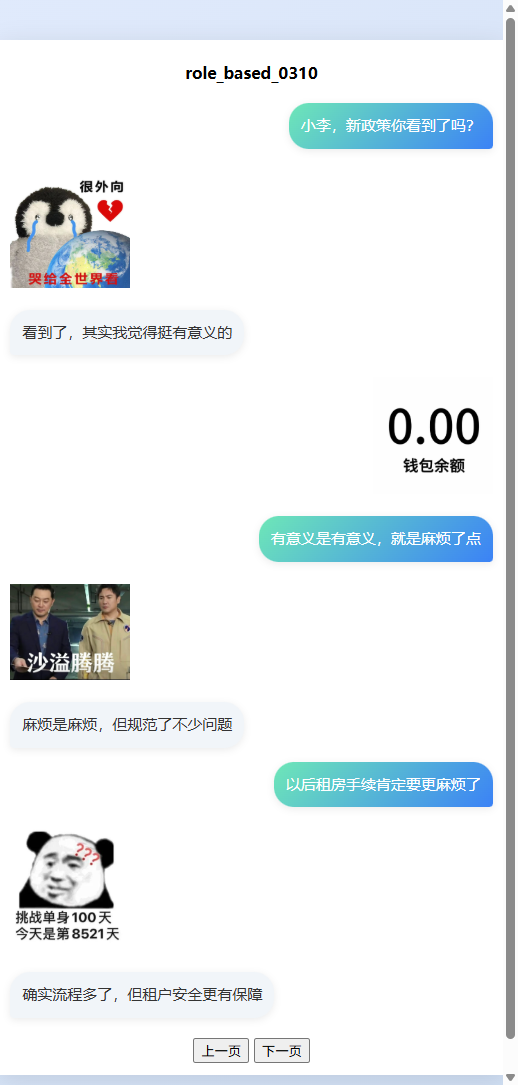 role_based_0310
小李，新政策你看到了吗？
很外向
哭给全世界看
看到了，其实我觉得挺有意义的
0.00
钱包余额
有意义是有意义，就是麻烦了点
沙溢腾腾
麻烦是麻烦，但规范了不少问题
以后租房手续肯定要更麻烦了
???
挑战单身100天
今天是第8521天
确实流程多了，但租户安全更有保障
上一页 下一页